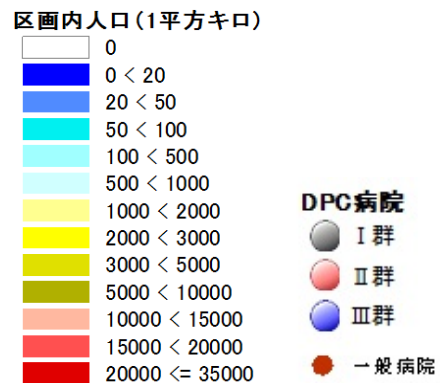 区画内人口(1平方キロ)
0
0 < 20
20 < 50
50 < 100
100 < 500
500 < 1000
1000 < 2000
2000 < 3000
3000 < 5000
5000 < 10000
10000 < 15000
15000 < 20000
20000 <= 35000
DPC病院
Ⅰ群
Ⅱ群
Ⅲ群
一般病院